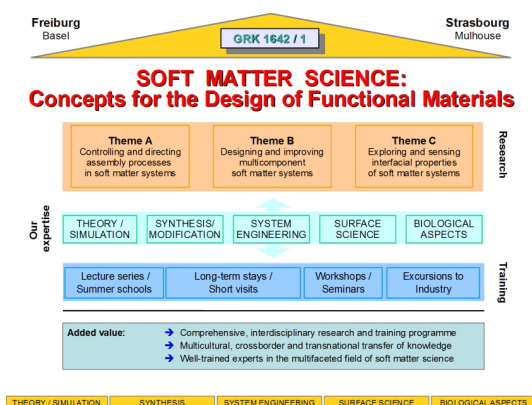 Freiburg
Basel
GRK 1642 / 1
Strasbourg
Mulhouse
SOFT MATTER SCIENCE:
Concepts for the Design of Functional Materials
Theme A
Controlling and directing
assembly processes
in soft matter systems
Theme B
Designing and improving
multicomponent
soft matter systems
Theme C
Exploring and sensing
interfacial properties
of soft matter systems
Research
Our
expertise
THEORY /
SIMULATION
SYNTHESIS/
MODIFICATION
SYSTEM
ENGINEERING
SURFACE
SCIENCE
BIOLOGICAL
ASPECTS
Lecture series /
Summer schools
Long-term stays /
Short visits
Workshops /
Seminars
Excursions to
Industry
Training
Added value:
➔ Comprehensive, interdisciplinary research and training programme
➔ Multicultural, crossborder and transnational transfer of knowledge
➔ Well-trained experts in the multifaceted field of soft matter science
THEORY / SIMULATION
SYNTHESIS
SYSTEM ENGINEERING
SURFACE SCIENCE
BIOLOGICAL ASPECTS